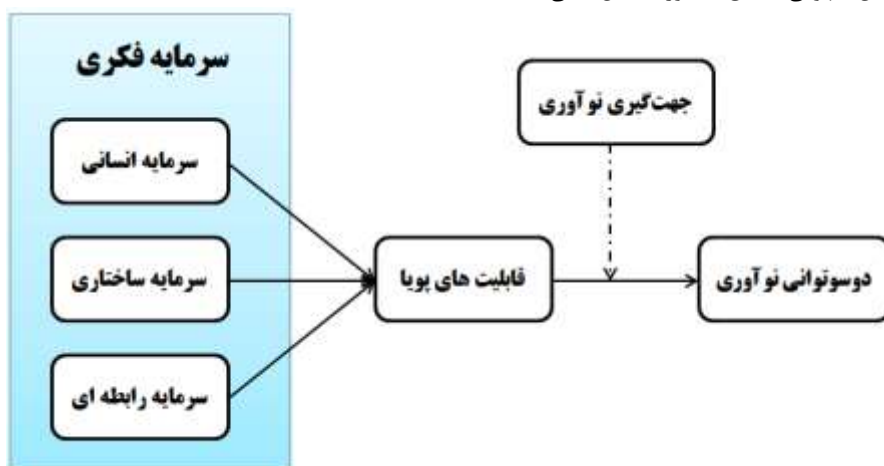 سرمایه فکری
جهت‌گیری نوآوری
سرمایه انسانی
سرمایه ساختاری
قابلیت های پویا
دوسوتوانی نوآوری
سرمایه رابطه ای